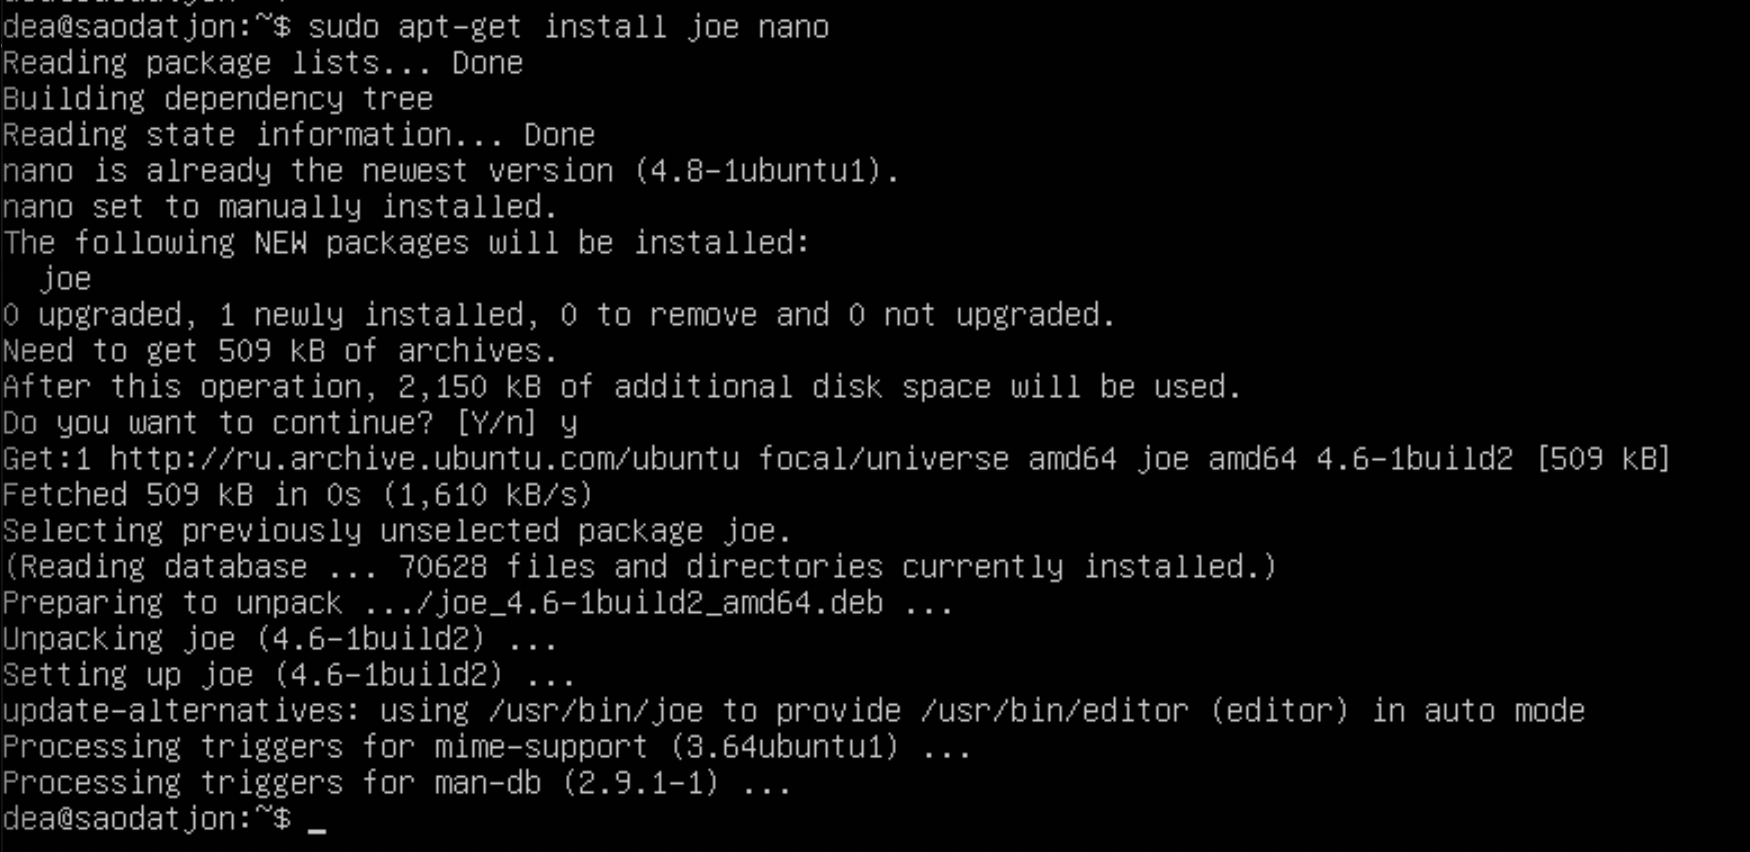 dea@saodatjon:~$ sudo apt-get install joe nano
Reading package lists... Done
Building dependency tree
Reading state information... Done
nano is already the newest version (4.8-1ubuntu1).
nano set to manually installed.
The following NEW packages will be installed:
  joe
0 upgraded, 1 newly installed, 0 to remove and 0 not upgraded.
Need to get 509 kB of archives.
After this operation, 2,150 kB of additional disk space will be used.
Do you want to continue? [Y/n] y
Get:1 http://ru.archive.ubuntu.com/ubuntu focal/universe amd64 joe amd64 4.6-1build2 [509 kB]
Fetched 509 kB in 0s (1,610 kB/s)
Selecting previously unselected package joe.
(Reading database ... 70628 files and directories currently installed.)
Preparing to unpack .../joe_4.6-1build2_amd64.deb ...
Unpacking joe (4.6-1build2) ...
Setting up joe (4.6-1build2) ...
update-alternatives: using /usr/bin/joe to provide /usr/bin/editor (editor) in auto mode
Processing triggers for mime-support (3.64ubuntu1) ...
Processing triggers for man-db (2.9.1-1) ...
dea@saodatjon:~$ _